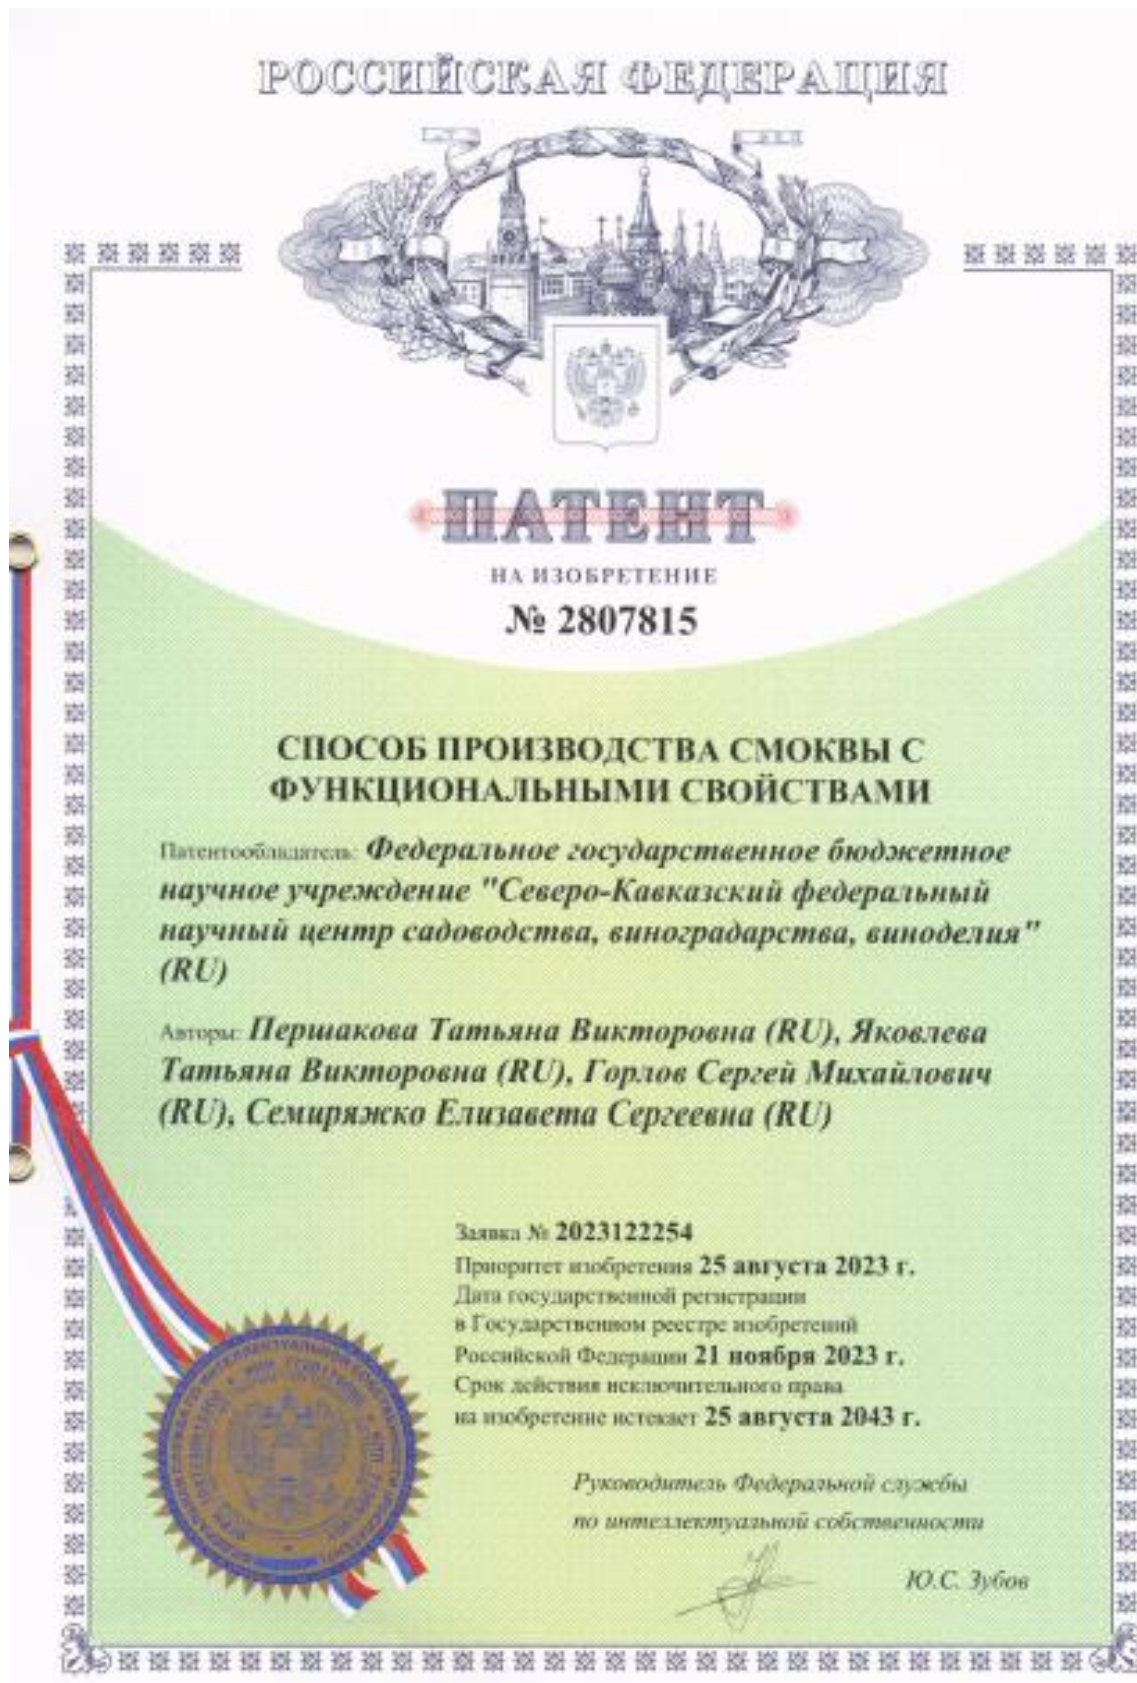 РОССИЙСКАЯ ФЕДЕРАЦИЯ
ПАТЕНТ
НА ИЗОБРЕТЕНИЕ
№ 2807815
СПОСОБ ПРОИЗВОДСТВА СМОКВЫ С
ФУНКЦИОНАЛЬНЫМИ СВОЙСТВАМИ
Патентообладатель: Федеральное государственное бюджетное
научное учреждение "Северо-Кавказский федеральный
научный центр садоводства, виноградарства, виноделия"
(RU)
Авторы: Першакова Татьяна Викторовна (RU), Яковлева
Татьяна Викторовна (RU), Горлов Сергей Михайлович
(RU), Семиряжко Елизавета Сергеевна (RU)
Заявка № 2023122254
Приоритет изобретения 25 августа 2023 г.
Дата государственной регистрации
в Государственном реестре изобретений
Российской Федерации 21 ноября 2023 г.
Срок действия исключительного права
на изобретение истекает 25 августа 2043 г.
Руководитель Федеральной службы
по интеллектуальной собственности
Ю.С. Зубов